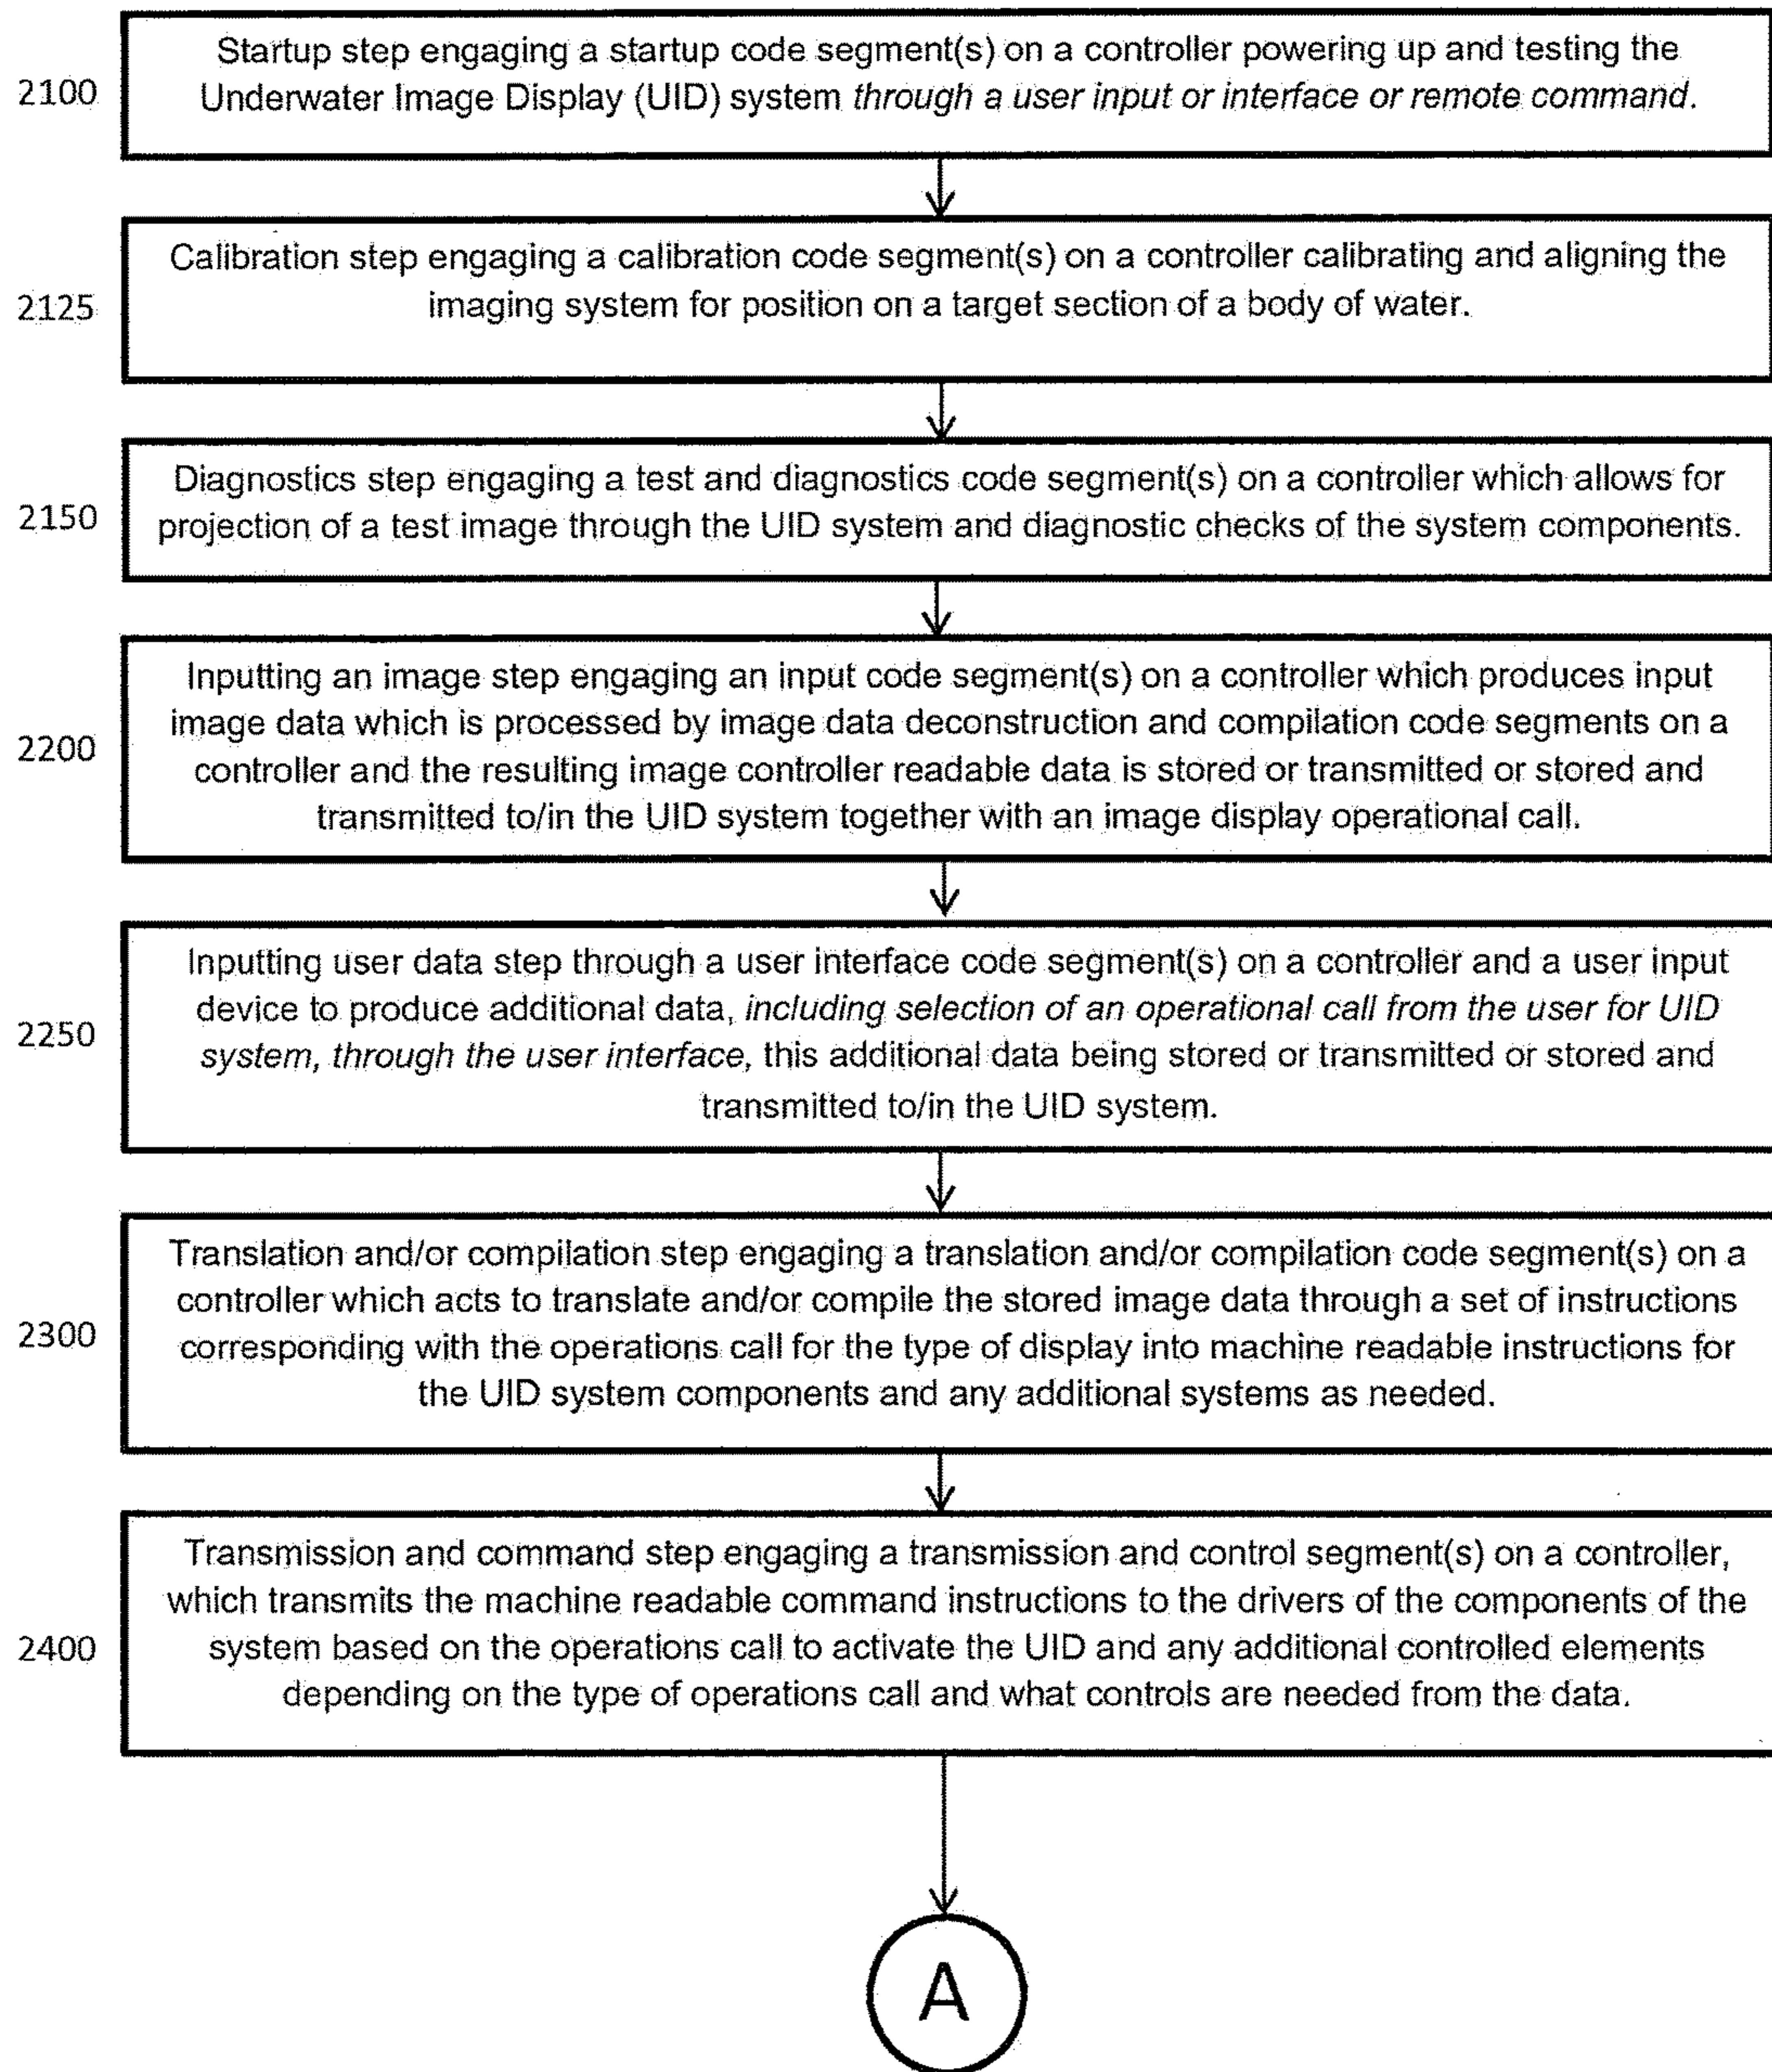 Startup step engaging a startup code segment(s) on a controller powering up and testing the
2100
Underwater Image Display (UID) system through a user input or interface or remote command.
Calibration step engaging a calibration code segment(s) on a controller calibrating and aligning the
2125
imaging system for position on a target section of a body of water.
Diagnostics step engaging a test and diagnostics code segment(s) on a controller which allows for
2150
projection of a test image through the UID system and diagnostic checks of the system components.
Inputting an image step engaging an input code segment(s) on a controller which produces input
image data which is processed by image data deconstruction and compilation code segments on a
2200
controller and the resulting image controller readable data is stored or transmitted or stored and
transmitted to/in the UID system together with an image display operational call.
Inputting user data step through a user interface code segment(s) on a controller and a user input
device to produce additional data, including selection of an operational call from the user for UID
2250
system, through the user interface, this additional data being stored or transmitted or stored and
transmitted to/in the UID system.
Translation and/or compilation step engaging a translation and/or compilation code segment(s) on a
controller which acts to translate and/or compile the stored image data through a set of instructions
2300
corresponding with the operations call for the type of display into machine readable instructions for
the UID system components and any additional systems as needed.
Transmission and command step engaging a transmission and control segment(s) on a controller,
which transmits the machine readable command instructions to the drivers of the components of the
2400
system based on the operations call to activate the UID and any additional controlled elements
depending on the type of operations call and what controls are needed from the data.
A